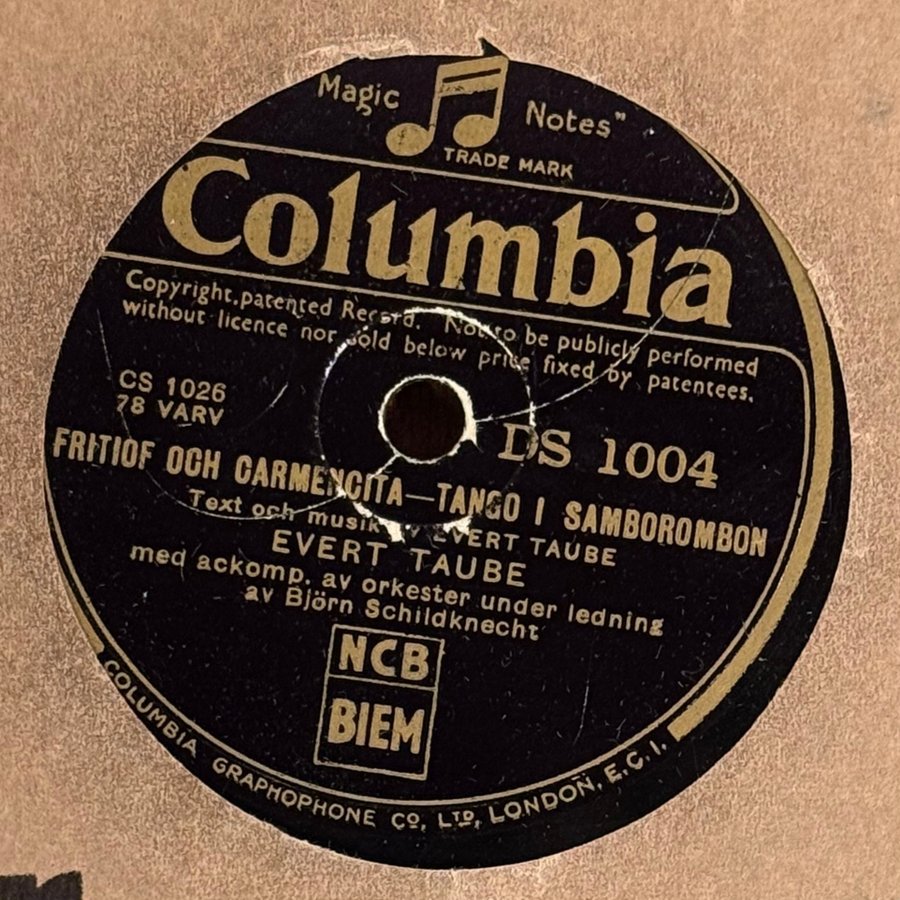 Magic Notes"
TRADE MARK
Columbia
Copyright, patented Record. Not to be publicly performed
without licence nor sold below price fixed by patentees.
CS 1026
78 VARV
DS 1004
FRITIOF OCH CARMENCITA—TANGO I SAMBOROMBON
Text och musik av EVERT TAUBE
EVERT TAUBE
med ackomp. av orkester under ledning
av Björn Schildknecht
NCB
BIEM
COLUMBIA GRAPHOPHONE CO, LTD, LONDON, E.C.1.